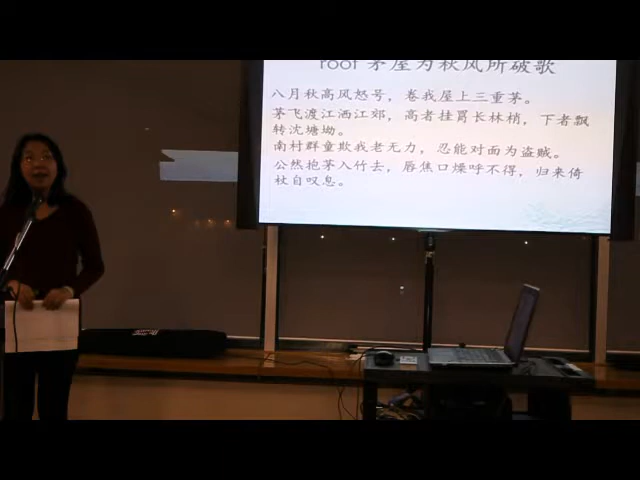 roof 茅屋为秋风所破歌
八月秋高风怒号，卷我屋上三重茅。
茅飞渡江洒江郊，高者挂罥长林梢，下者飘
转沈塘坳。
南村群童欺我老无力，忍能对面为盗贼。
公然抱茅入竹去，唇焦口燥呼不得，归来倚
杖自叹息。